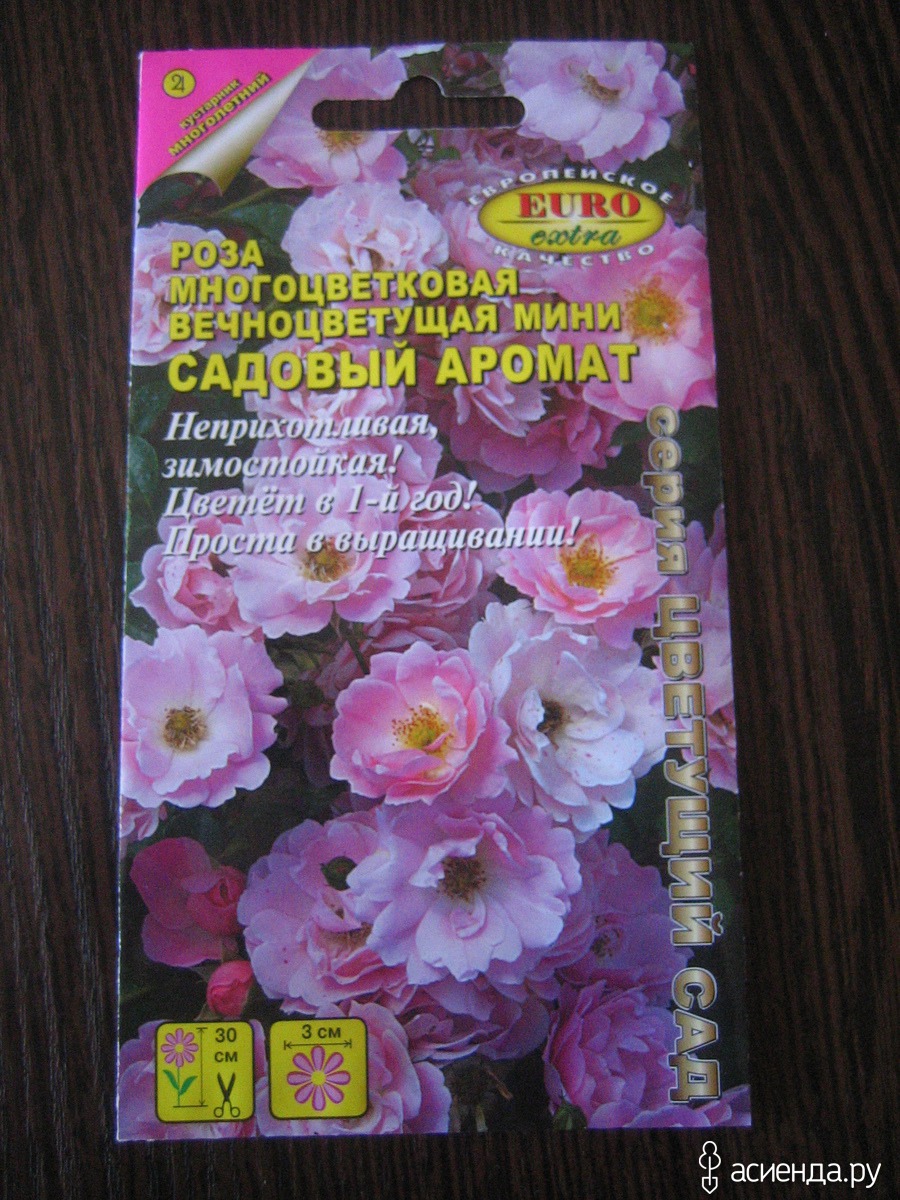 кустарник
многолетний
ЕВРОПЕЙСКОЕ
EURO
extra
КАЧЕСТВО
РОЗА
МНОГОЦВЕТКОВАЯ
ВЕЧНОЦВЕТУЩАЯ МИНИ
САДОВЫЙ АРОМАТ
Неприхотливая,
зимостойкая!
Цветёт в 1-й год!
Проста в выращивании!
серия ЦВЕТУЩИЙ САД
30
см
3 см
асиенда.ру